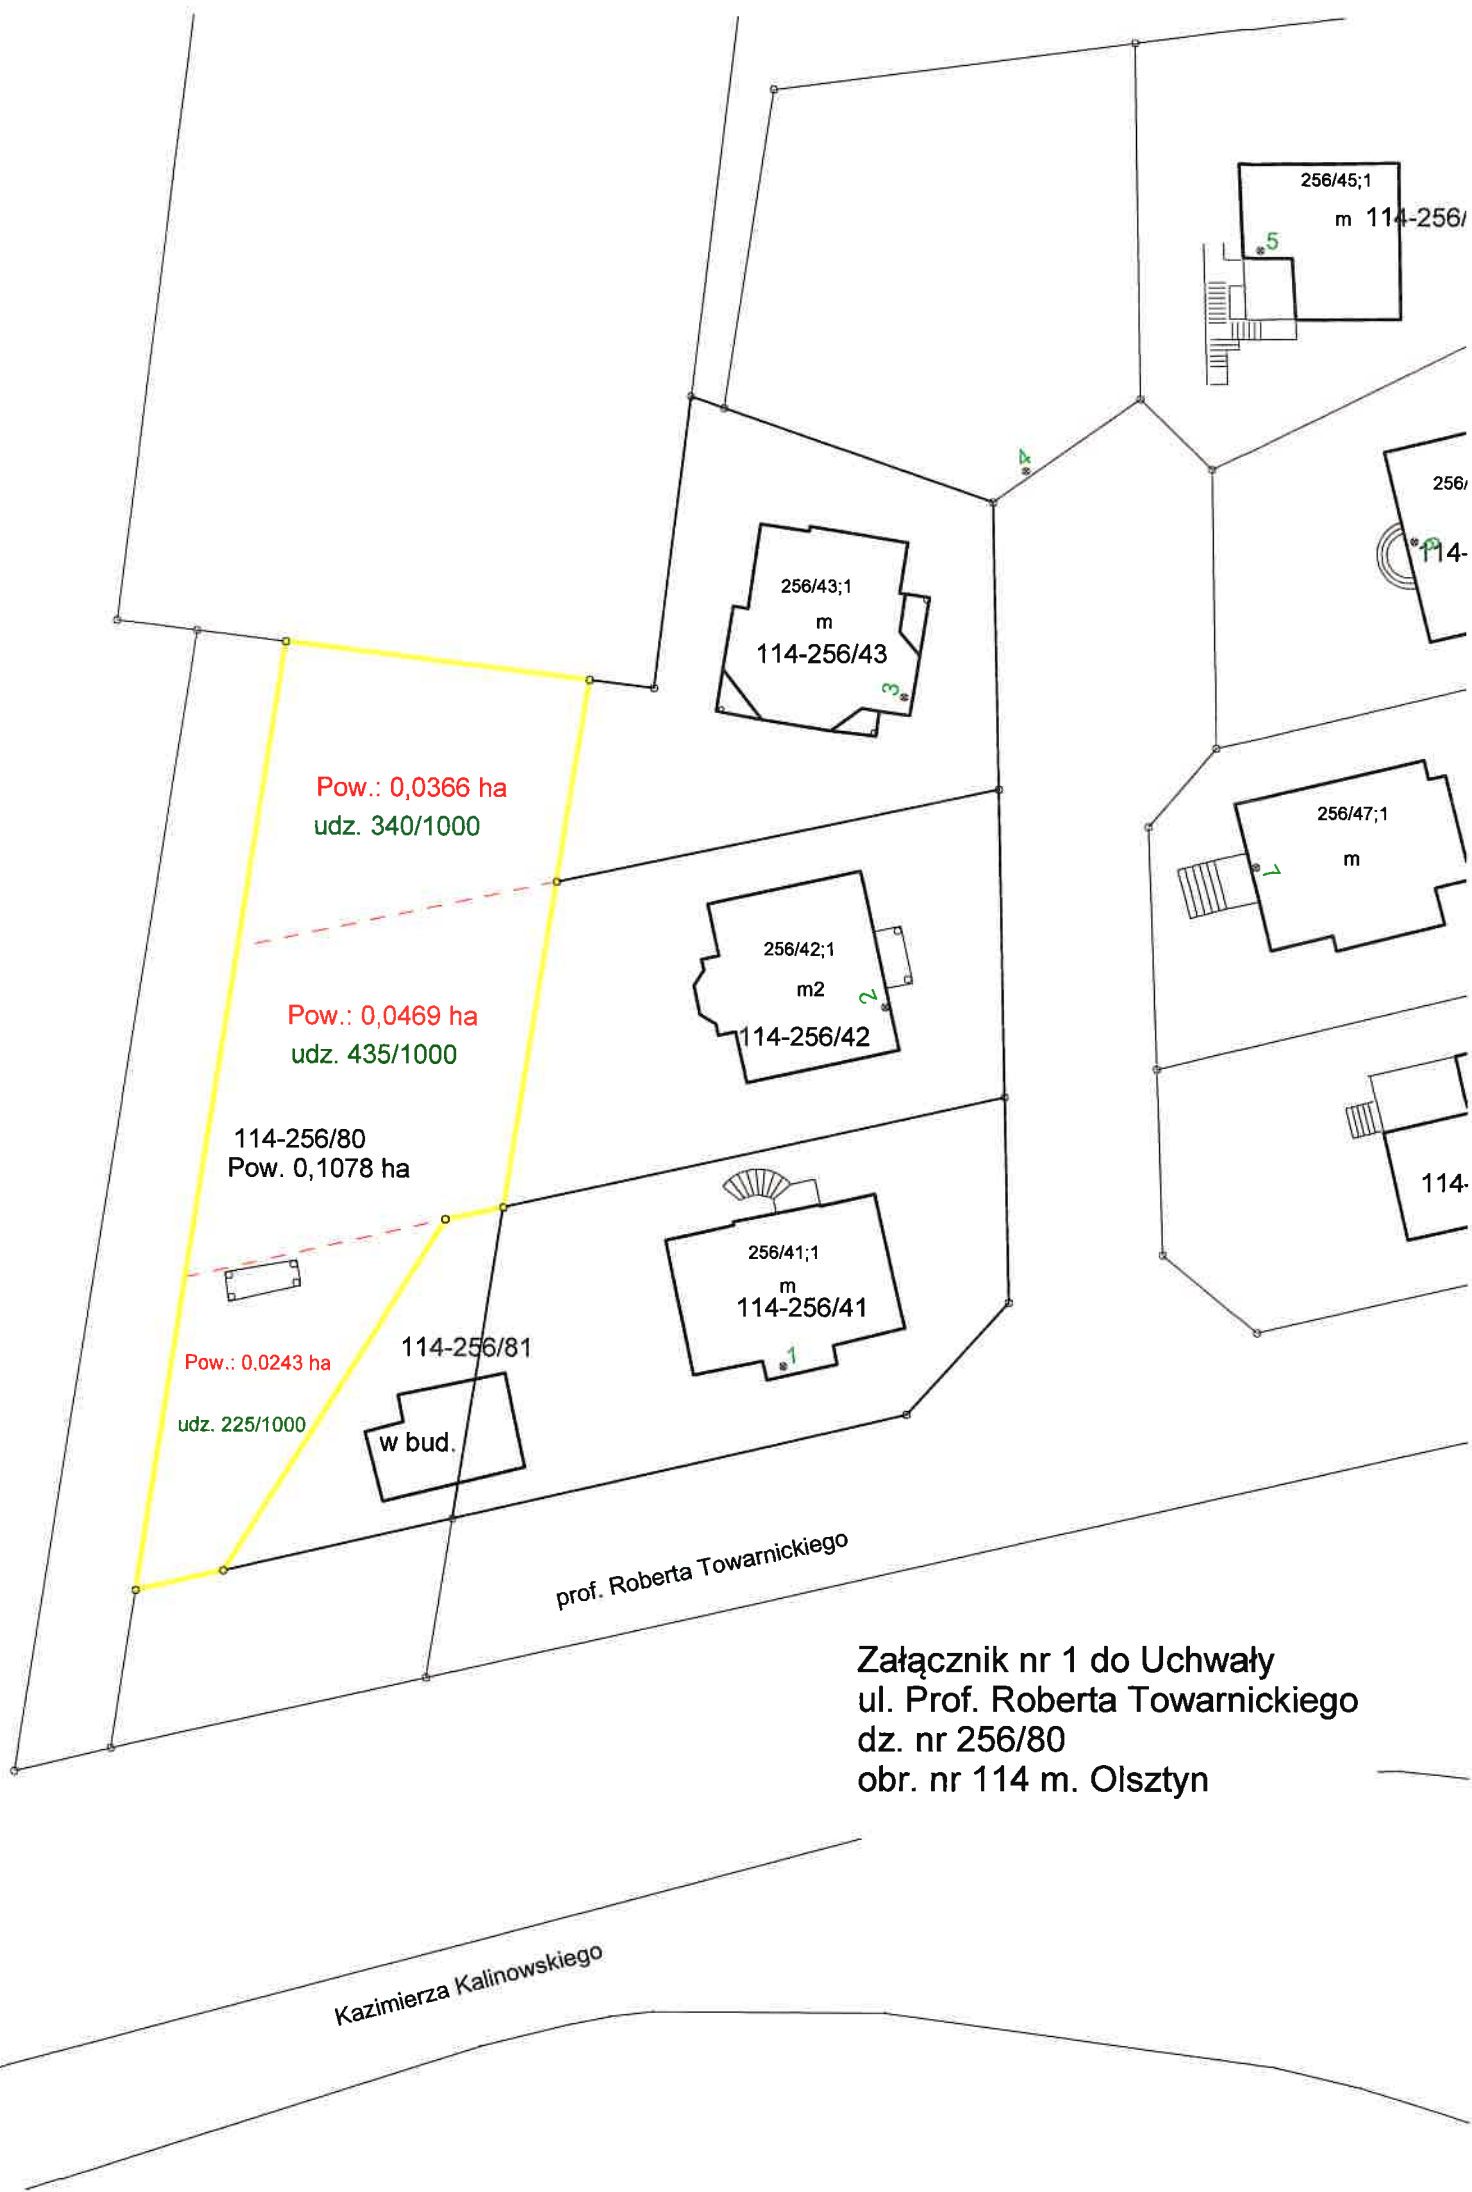 256/45;1
m 114-256/
5
4
256/
114-
256/43;1
m
114-256/43
3
Pow.: 0,0366 ha
udz. 340/1000
256/47;1
m
7
256/42;1
m2
2
114-256/42
Pow.: 0,0469 ha
udz. 435/1000
114-256/80
Pow. 0,1078 ha
114-
256/41;1
m
114-256/41
1
114-256/81
Pow.: 0,0243 ha
udz. 225/1000
w bud.
prof. Roberta Towarnickiego
Załącznik nr 1 do Uchwały
ul. Prof. Roberta Towarnickiego
dz. nr 256/80
obr. nr 114 m. Olsztyn
Kazimierza Kalinowskiego